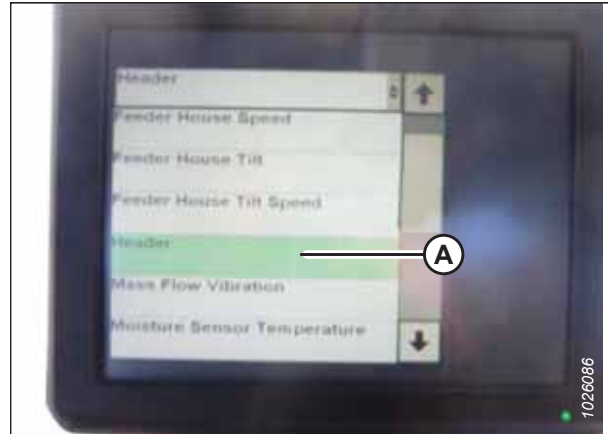 Header
Feeder House Speed
Feeder House Tilt
Feeder House Tilt Speed
Header
A
Mass Flow Vibration
Moisture Sensor Temperature
1026086